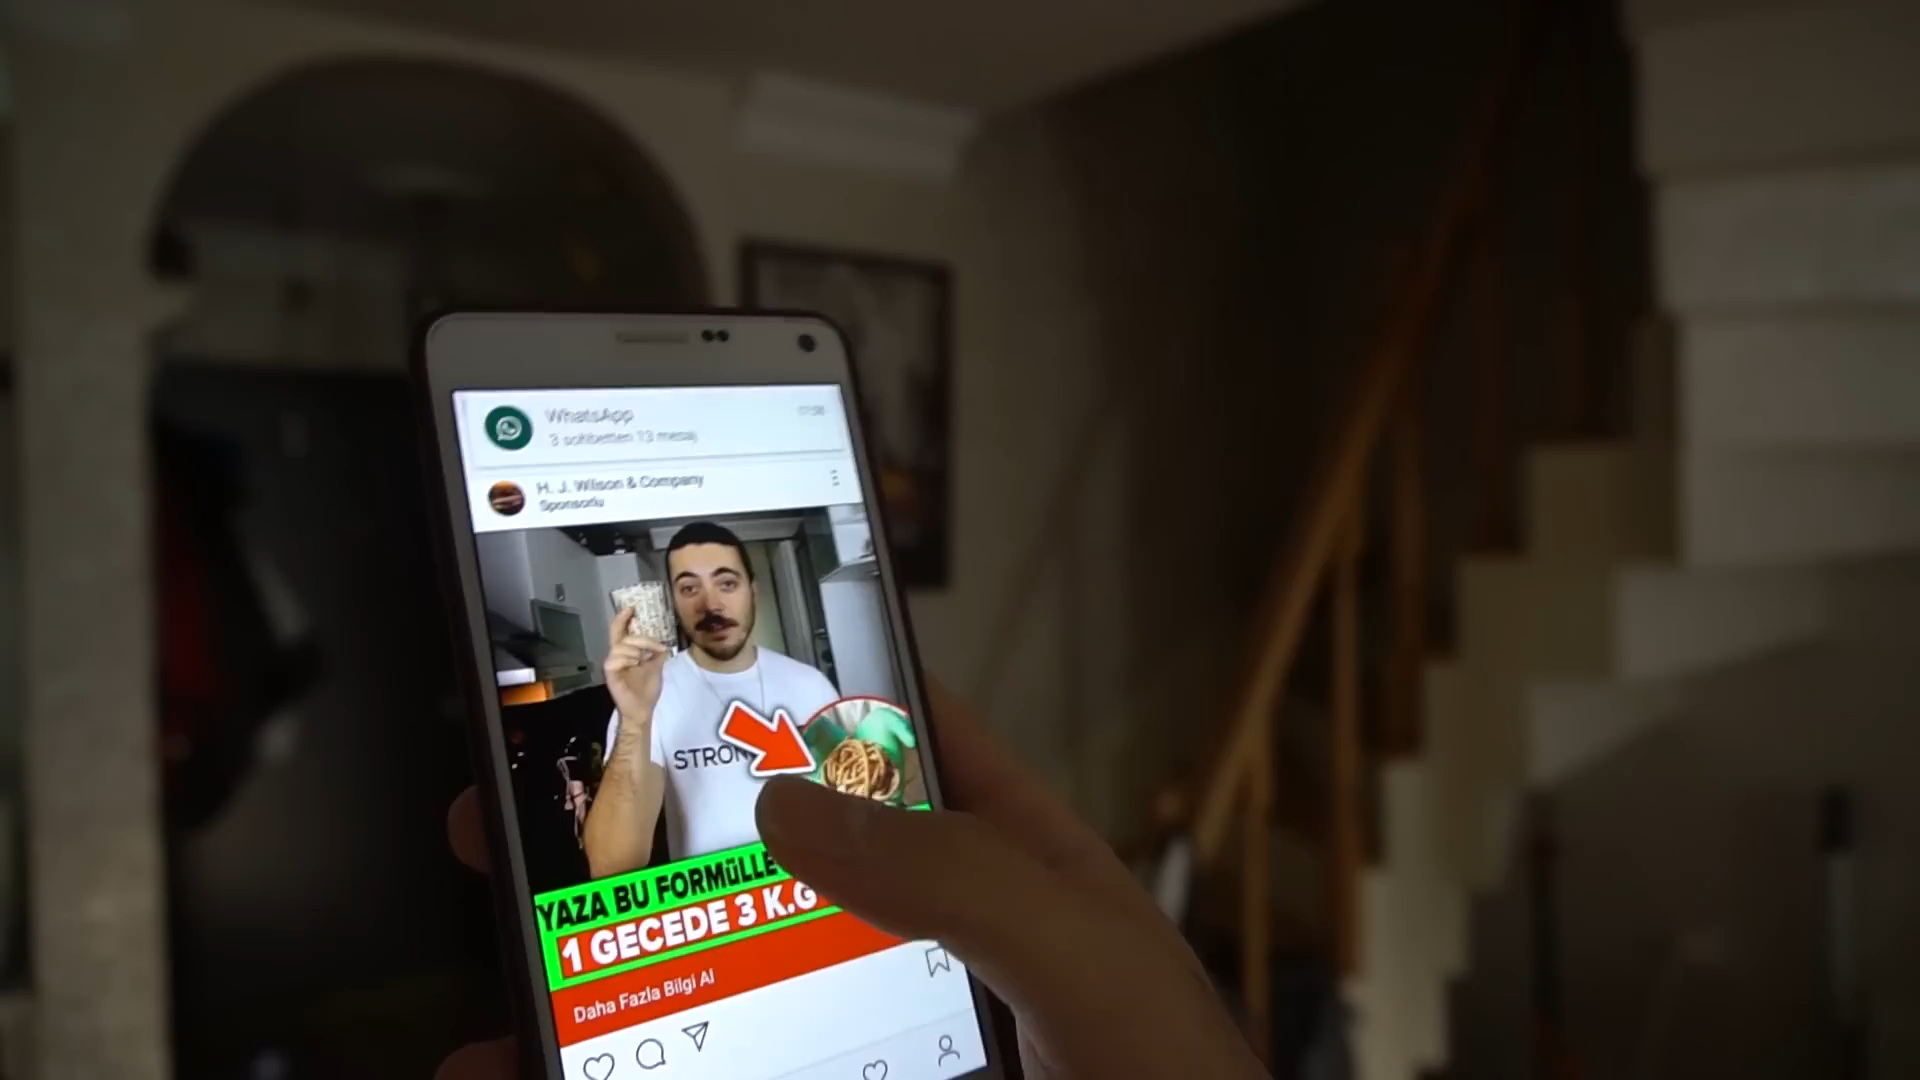 WhatsApp
3 sohbetten 13 mesaj
H. J. Wilson & Company
Sponsorlu
STRON
YAZA BU FORMüLLE
1 GECEDE 3 K.G
Daha Fazla Bilgi Al